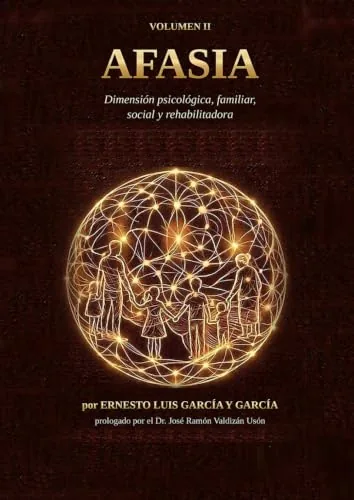 VOLUMEN II
AFASIA
Dimensión psicológica, familiar,
social y rehabilitadora
por ERNESTO LUIS GARCÍA Y GARCÍA
prologado por el Dr. José Ramón Valdizán Usón